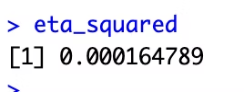 > eta_squared
[1] 0.000164789
>